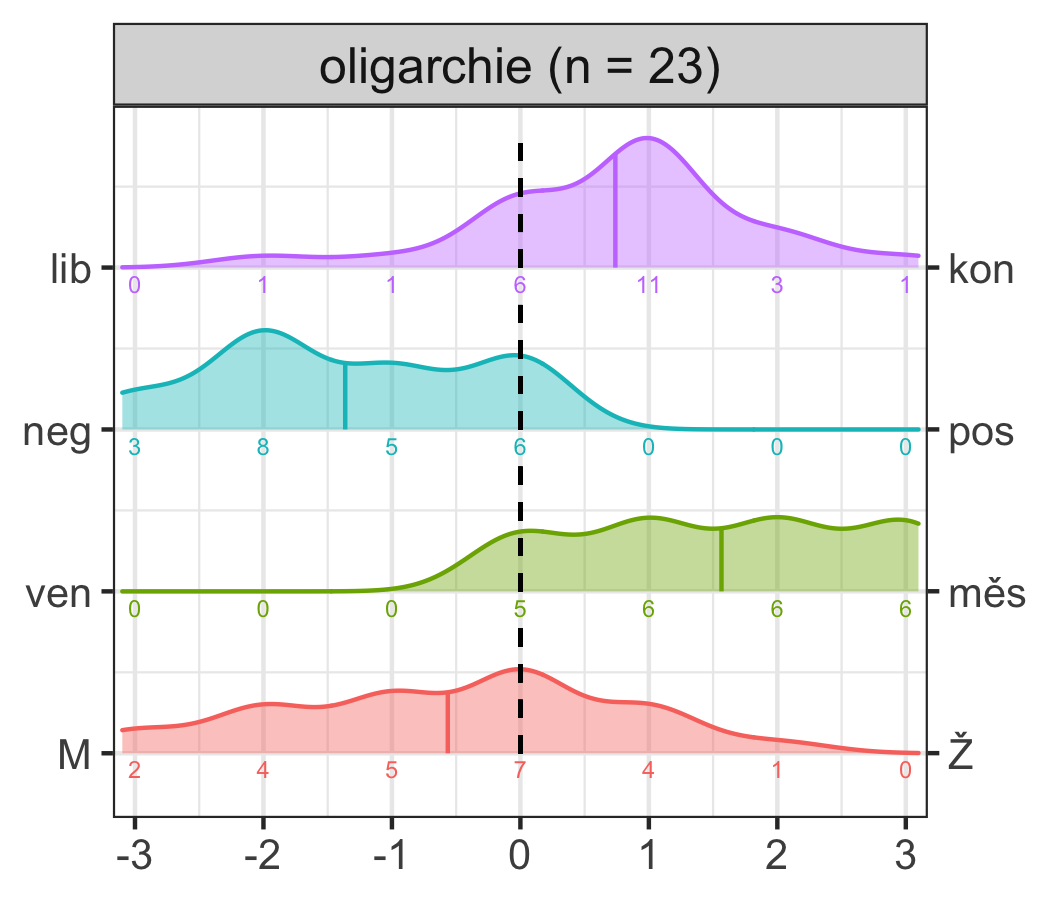 oligarchie (n = 23)
lib kon
0 1 1 6 11 3 1
neg pos
3 8 5 6 0 0 0
ven měs
0 0 0 5 6 6 6
M Ž
2 4 5 7 4 1 0
-3 -2 -1 0 1 2 3